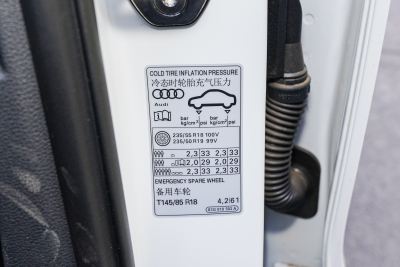 COLD TIRE INFLATION PRESSURE
冷态时轮胎充气压力
Audi
bar
kg/cm² psi
bar
kg/cm² psi
235/55 R18 100V
235/50 R19 99V
2,3 33 2,3 33
2,0 29 2,0 29
2,3 33 2,3 33
EMERGENCY SPARE WHEEL
备用车轮
T145/85 R18 4,2 61